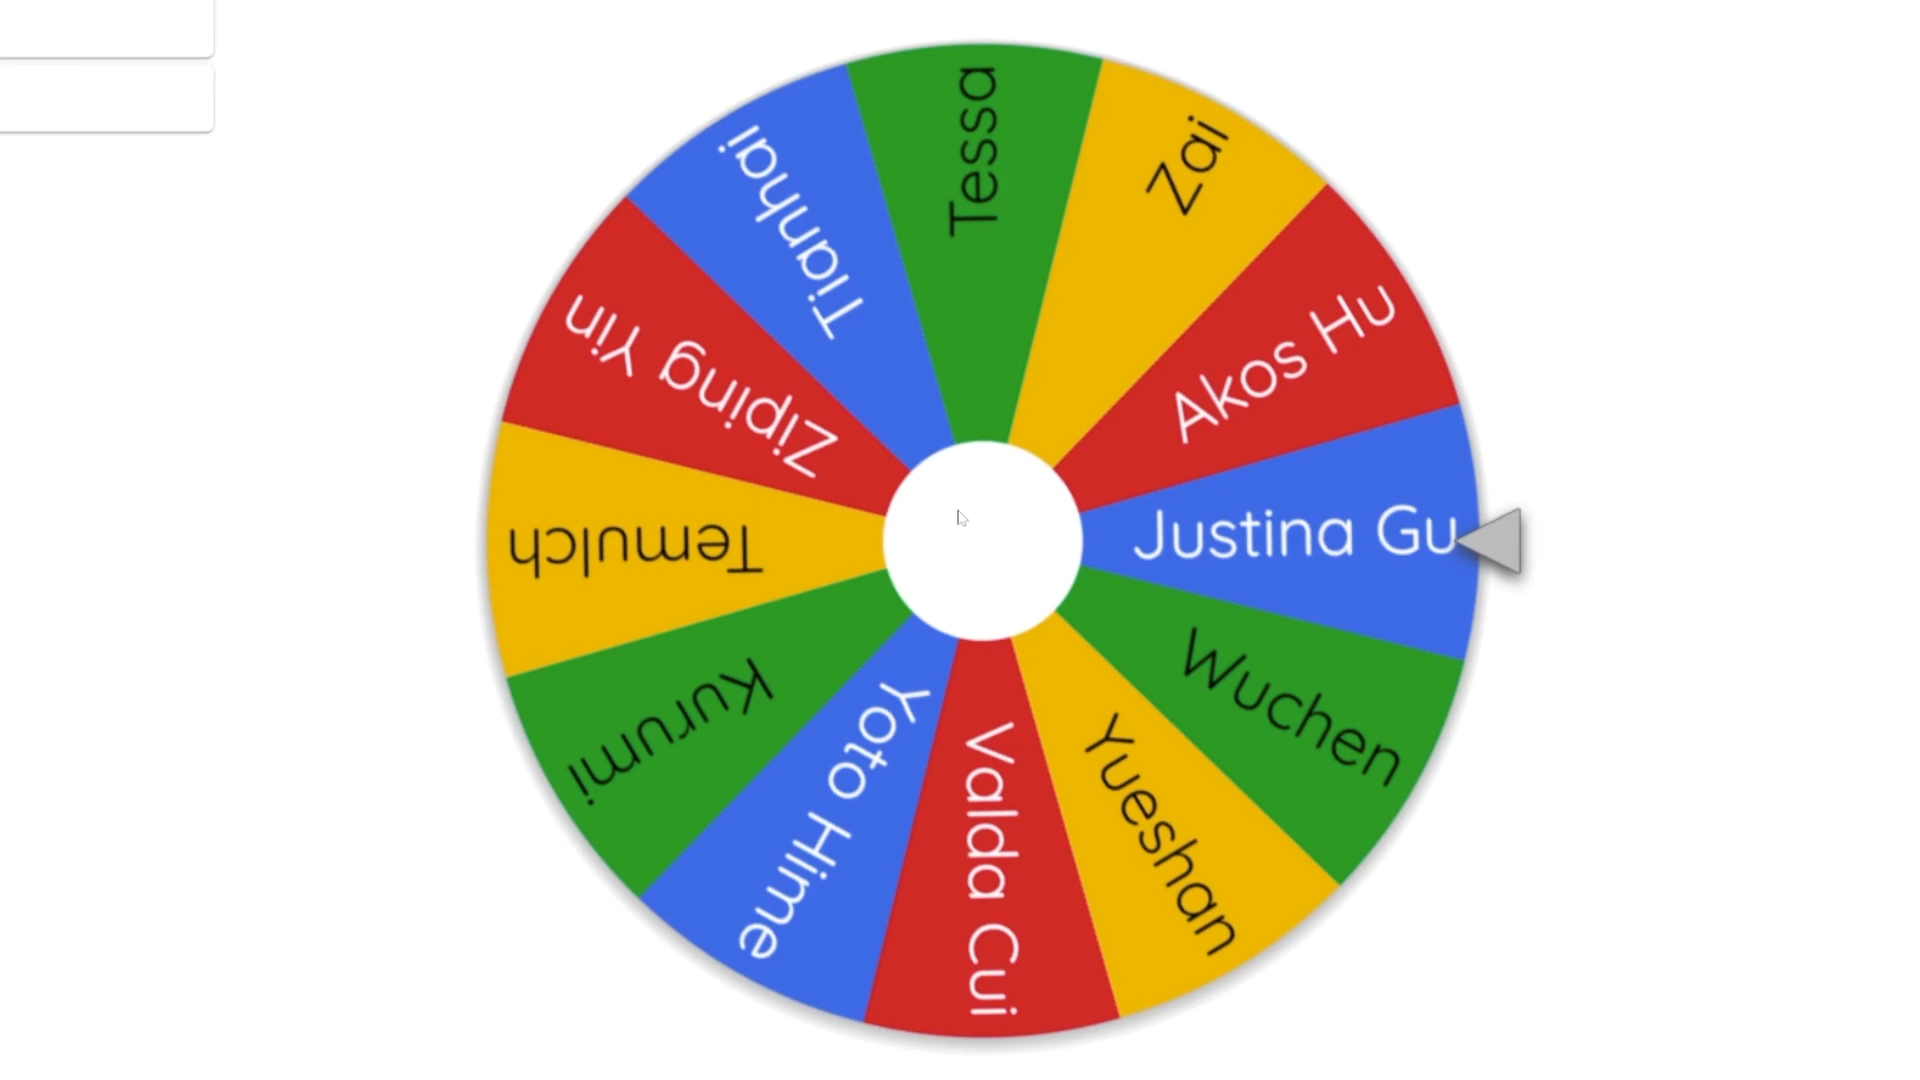 Tessa
Zai
Akos Hu
Justina Gu
Wuchen
Yueshan
Valda Cui
Yoto Hime
Kurumi
Temulch
Ziping Yin
Tianhai